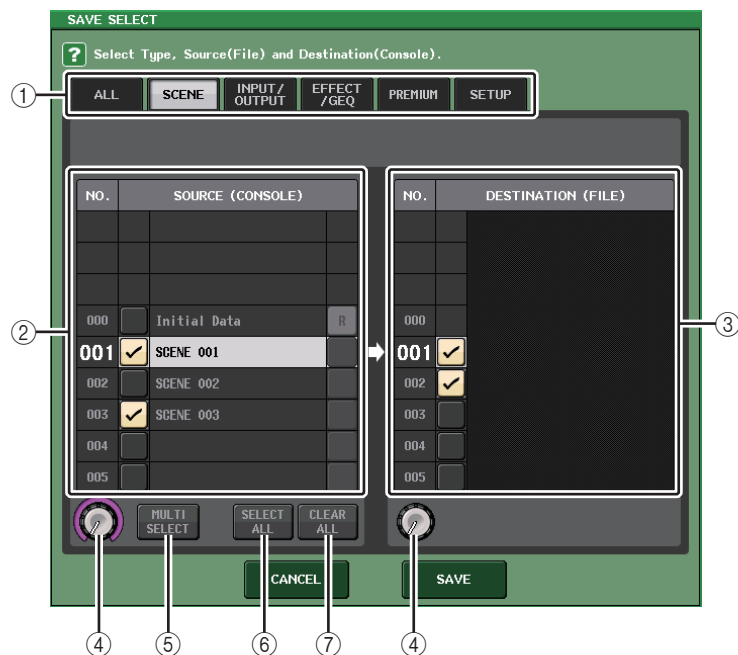 SAVE SELECT
? Select Type, Source(File) and Destination(Console).
① ALL SCENE INPUT/ OUTPUT EFFECT /GEQ PREMIUM SETUP
NO. SOURCE (CONSOLE) NO. DESTINATION (FILE)
② 000 Initial Data R 000 ③
001 SCENE 001 001
002 SCENE 002 002
003 SCENE 003 003
004 004
005 005
MULTI SELECT SELECT ALL CLEAR ALL
CANCEL SAVE
④ ⑤ ⑥ ⑦ ④